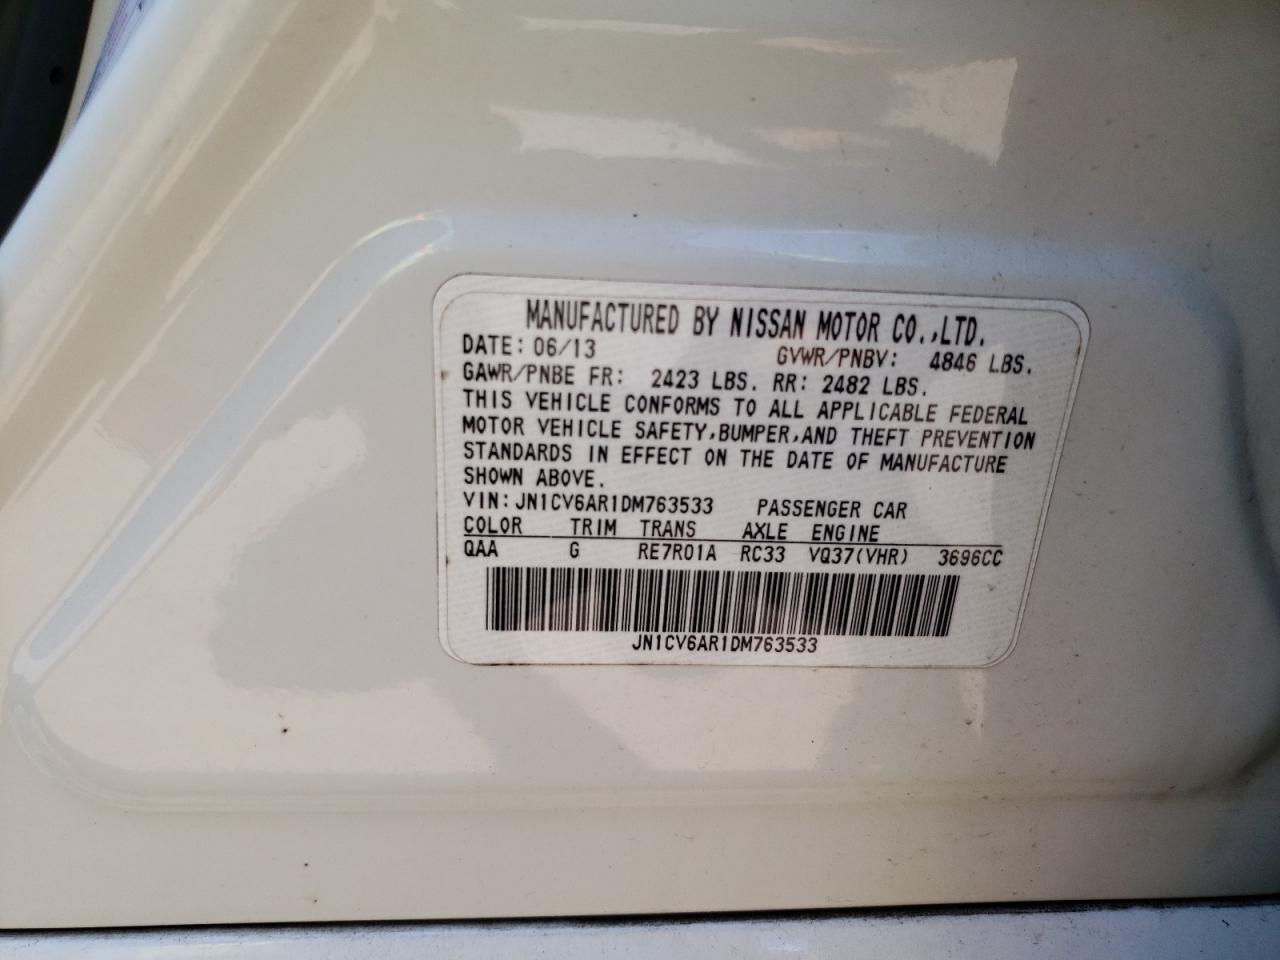 MANUFACTURED BY NISSAN MOTOR CO.,LTD.
DATE: 06/13 GVWR/PNBV: 4846 LBS.
GAWR/PNBE FR: 2423 LBS. RR: 2482 LBS.
THIS VEHICLE CONFORMS TO ALL APPLICABLE FEDERAL
MOTOR VEHICLE SAFETY,BUMPER,AND THEFT PREVENTION
STANDARDS IN EFFECT ON THE DATE OF MANUFACTURE
SHOWN ABOVE.
VIN: JN1CV6AR1DM763533 PASSENGER CAR
COLOR TRIM TRANS AXLE ENGINE
QAA G RE7R01A RC33 VQ37(VHR) 3696CC
JN1CV6AR1DM763533